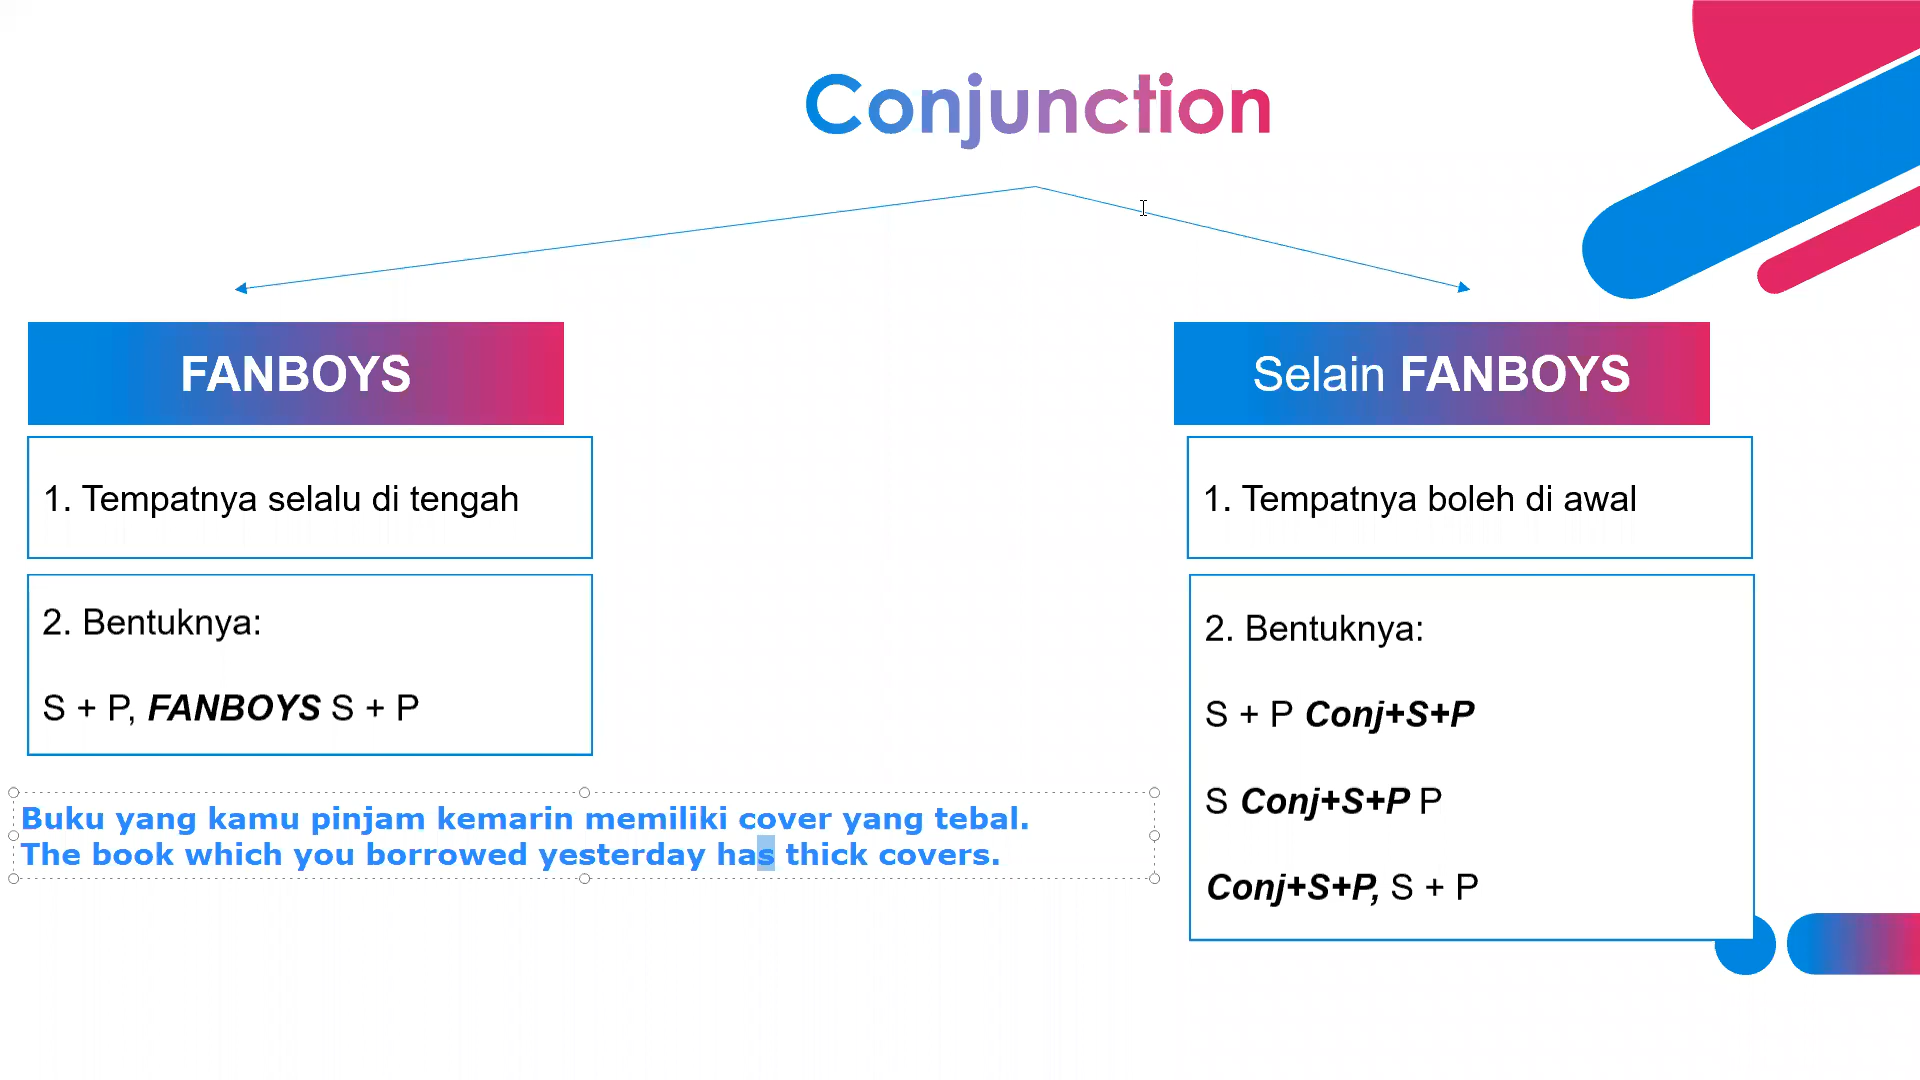 Conjunction
FANBOYS
1. Tempatnya selalu di tengah
2. Bentuknya:
S + P, FANBOYS S + P
Buku yang kamu pinjam kemarin memiliki cover yang tebal.
The book which you borrowed yesterday has thick covers.
Selain FANBOYS
1. Tempatnya boleh di awal
2. Bentuknya:
S + P Conj+S+P
S Conj+S+P P
Conj+S+P, S + P